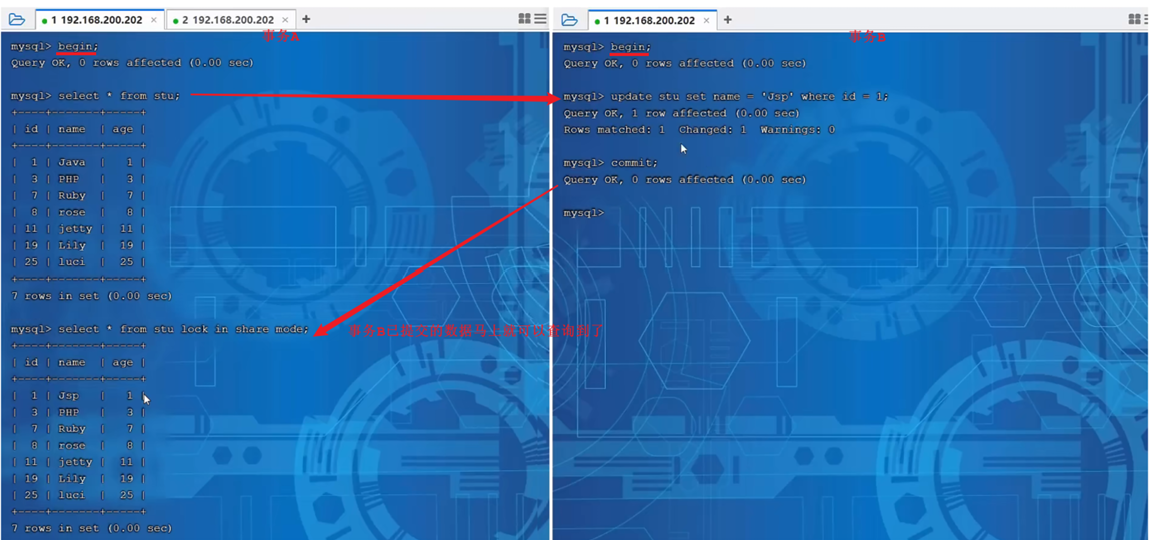 1 192.168.200.202 × 2 192.168.200.202 × +
事务A
mysql> begin;
Query OK, 0 rows affected (0.00 sec)
mysql> select * from stu;
+----+-------+-----+
| id | name | age |
+----+-------+-----+
| 1 | Java | 1 |
| 3 | PHP | 3 |
| 7 | Ruby | 7 |
| 8 | rose | 8 |
| 11 | jetty | 11 |
| 19 | Lily | 19 |
| 25 | luci | 25 |
+----+-------+-----+
7 rows in set (0.00 sec)
mysql> select * from stu lock in share mode;
+----+-------+-----+
| id | name | age |
+----+-------+-----+
| 1 | Jsp | 1 |
| 3 | PHP | 3 |
| 7 | Ruby | 7 |
| 8 | rose | 8 |
| 11 | jetty | 11 |
| 19 | Lily | 19 |
| 25 | luci | 25 |
+----+-------+-----+
7 rows in set (0.00 sec)
事务B已提交的数据马上就可以查询到了
1 192.168.200.202 × +
事务B
mysql> begin;
Query OK, 0 rows affected (0.00 sec)
mysql> update stu set name = 'Jsp' where id = 1;
Query OK, 1 row affected (0.00 sec)
Rows matched: 1 Changed: 1 Warnings: 0
mysql> commit;
Query OK, 0 rows affected (0.00 sec)
mysql>